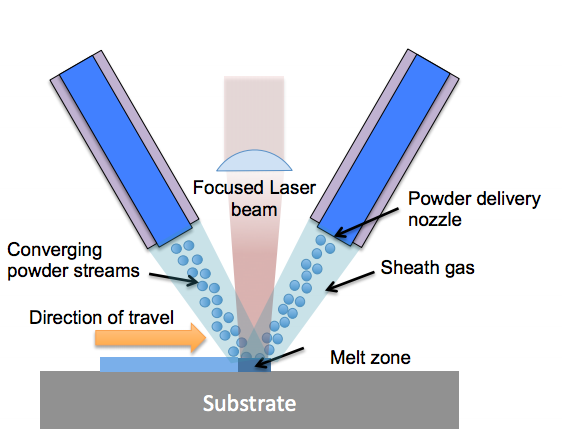 Focused Laser
beam
Powder delivery
nozzle
Converging
powder streams
Sheath gas
Direction of travel
Melt zone
Substrate